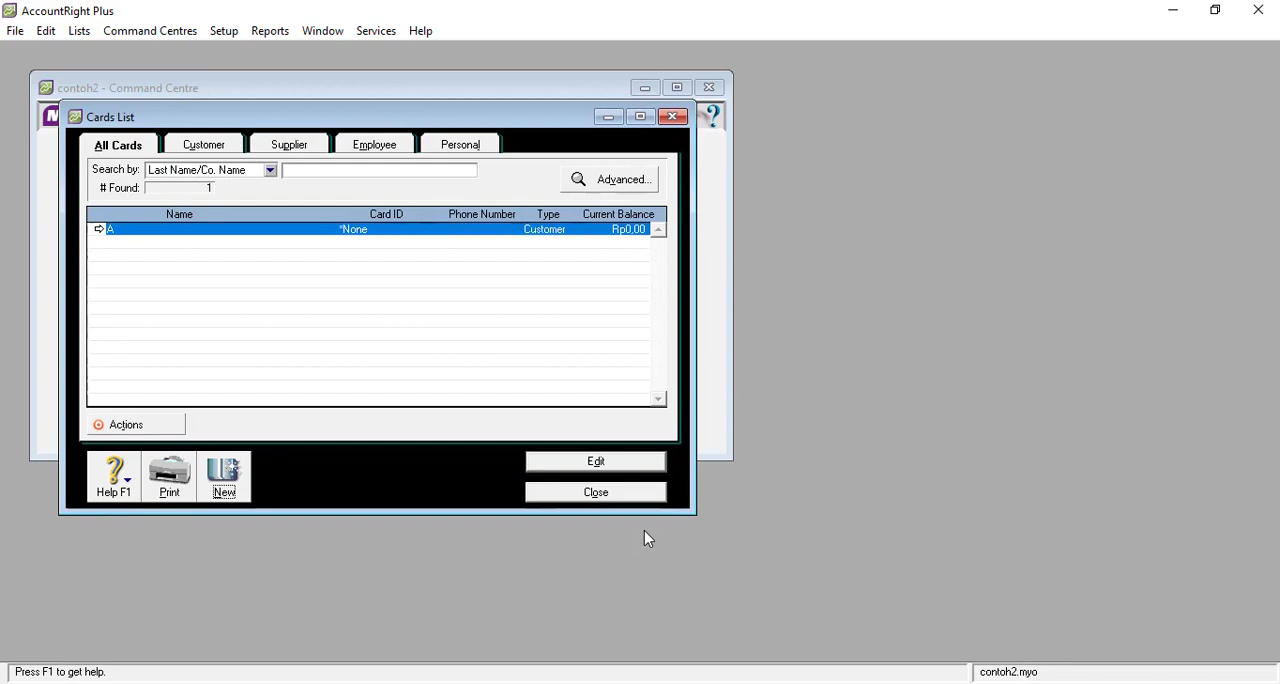 AccountRight Plus
File Edit Lists Command Centres Setup Reports Window Services Help
contoh2 - Command Centre
Cards List
All Cards Customer Supplier Employee Personal
Search by: Last Name/Co. Name Advanced...
# Found: 1
Name Card ID Phone Number Type Current Balance
A *None Customer Rp0,00
Actions
Edit
Help F1 Print New Close
Press F1 to get help. contoh2.myo